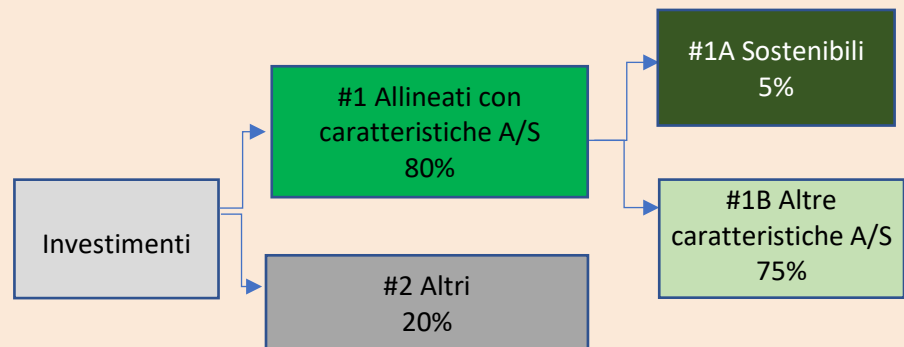 #1A Sostenibili
5%
#1 Allineati con
caratteristiche A/S
80%
#1B Altre
caratteristiche A/S
75%
Investimenti
#2 Altri
20%